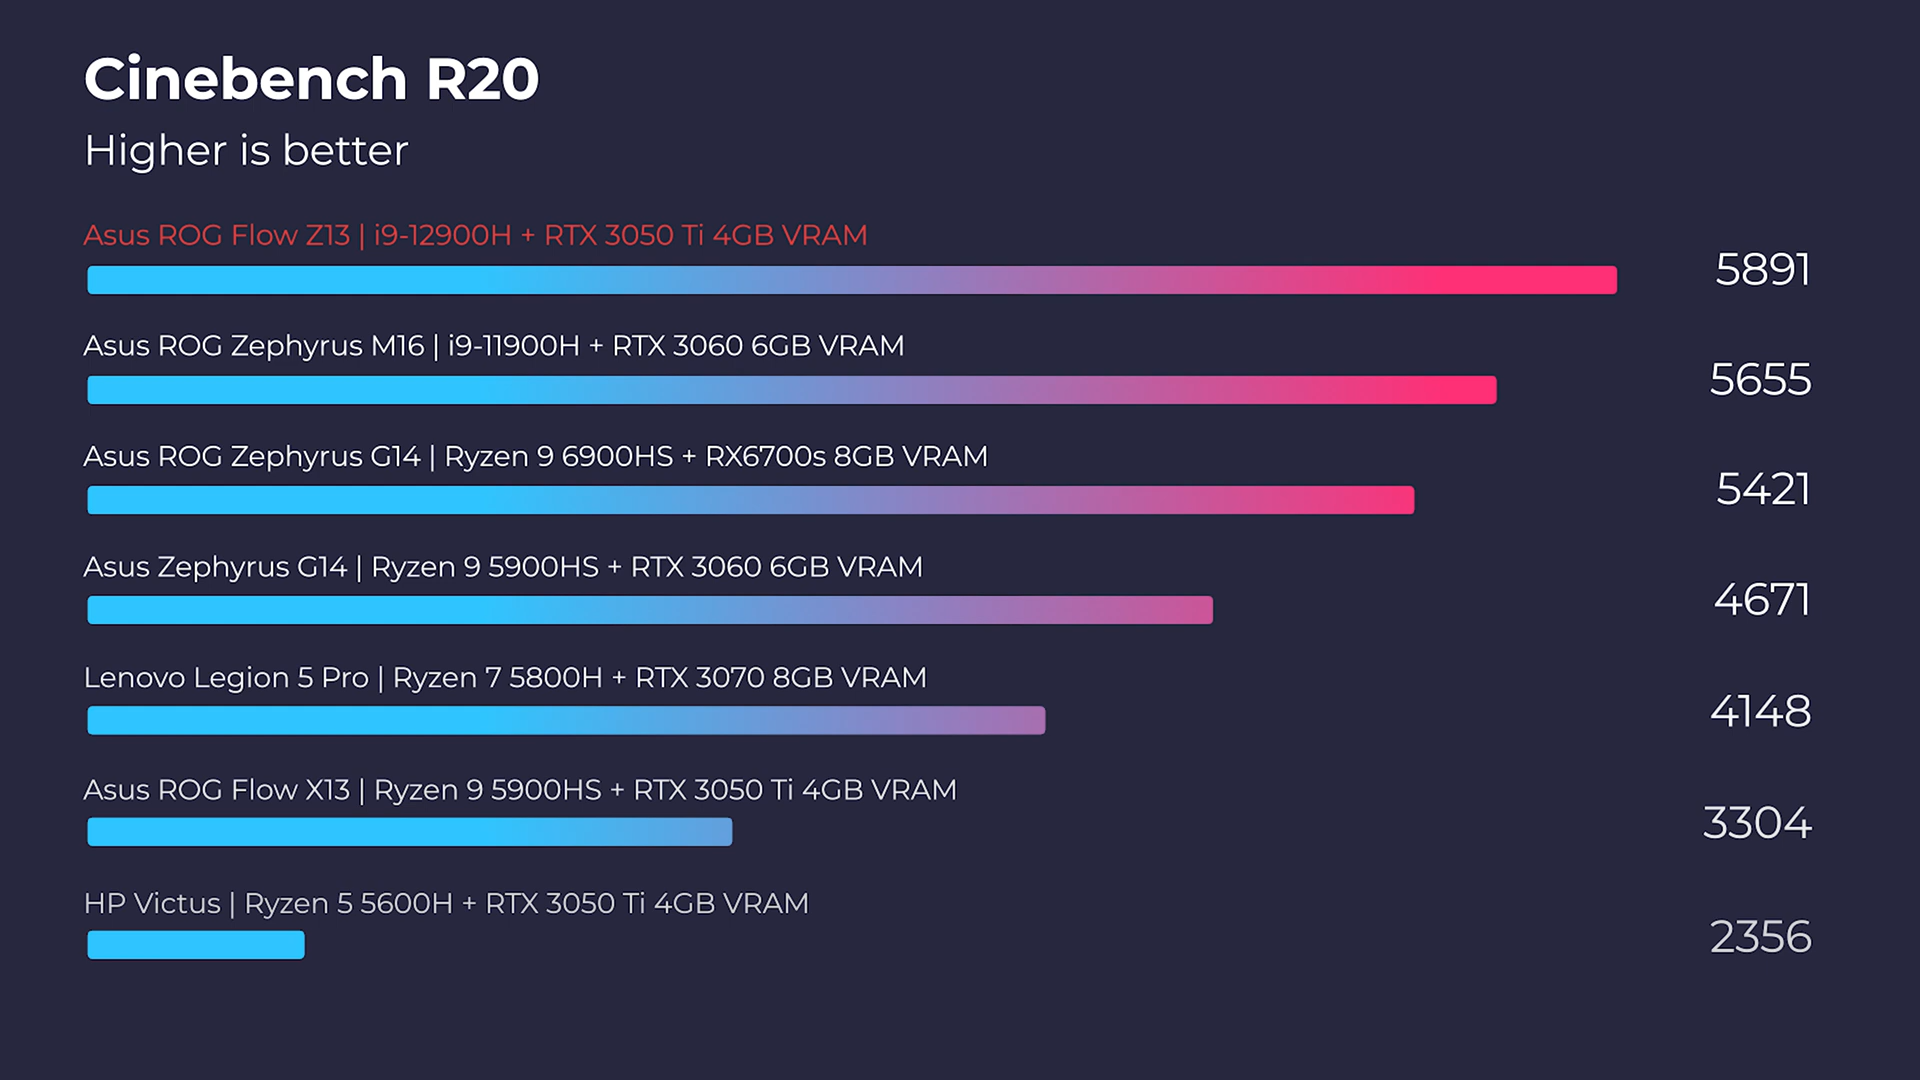 Cinebench R20
Higher is better
Asus ROG Flow Z13 | i9-12900H + RTX 3050 Ti 4GB VRAM
5891
Asus ROG Zephyrus M16 | i9-11900H + RTX 3060 6GB VRAM
5655
Asus ROG Zephyrus G14 | Ryzen 9 6900HS + RX6700s 8GB VRAM
5421
Asus Zephyrus G14 | Ryzen 9 5900HS + RTX 3060 6GB VRAM
4671
Lenovo Legion 5 Pro | Ryzen 7 5800H + RTX 3070 8GB VRAM
4148
Asus ROG Flow X13 | Ryzen 9 5900HS + RTX 3050 Ti 4GB VRAM
3304
HP Victus | Ryzen 5 5600H + RTX 3050 Ti 4GB VRAM
2356